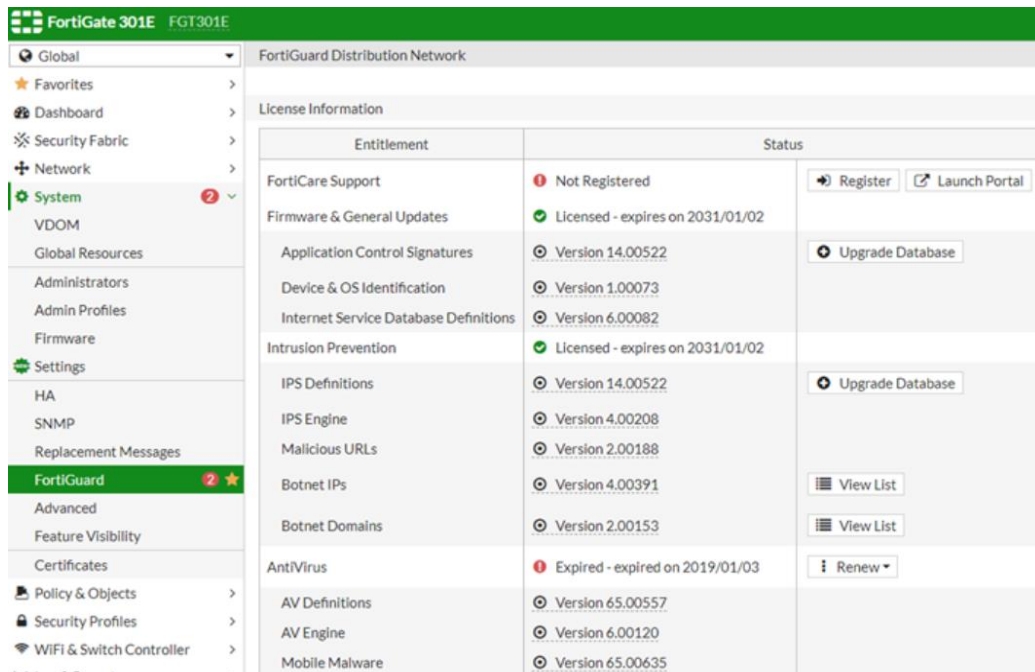 FortiGate 301E FGT301E
Global
Favorites
Dashboard
Security Fabric
Network
System 2
VDOM
Global Resources
Administrators
Admin Profiles
Firmware
Settings
HA
SNMP
Replacement Messages
FortiGuard 2
Advanced
Feature Visibility
Certificates
Policy & Objects
Security Profiles
WiFi & Switch Controller
FortiGuard Distribution Network
License Information
Entitlement Status
FortiCare Support Not Registered Register Launch Portal
Firmware & General Updates Licensed - expires on 2031/01/02
Application Control Signatures Version 14.00522 Upgrade Database
Device & OS Identification Version 1.00073
Internet Service Database Definitions Version 6.00082
Intrusion Prevention Licensed - expires on 2031/01/02
IPS Definitions Version 14.00522 Upgrade Database
IPS Engine Version 4.00208
Malicious URLs Version 2.00188
Botnet IPs Version 4.00391 View List
Botnet Domains Version 2.00153 View List
AntiVirus Expired - expired on 2019/01/03 Renew
AV Definitions Version 65.00557
AV Engine Version 6.00120
Mobile Malware Version 65.00635